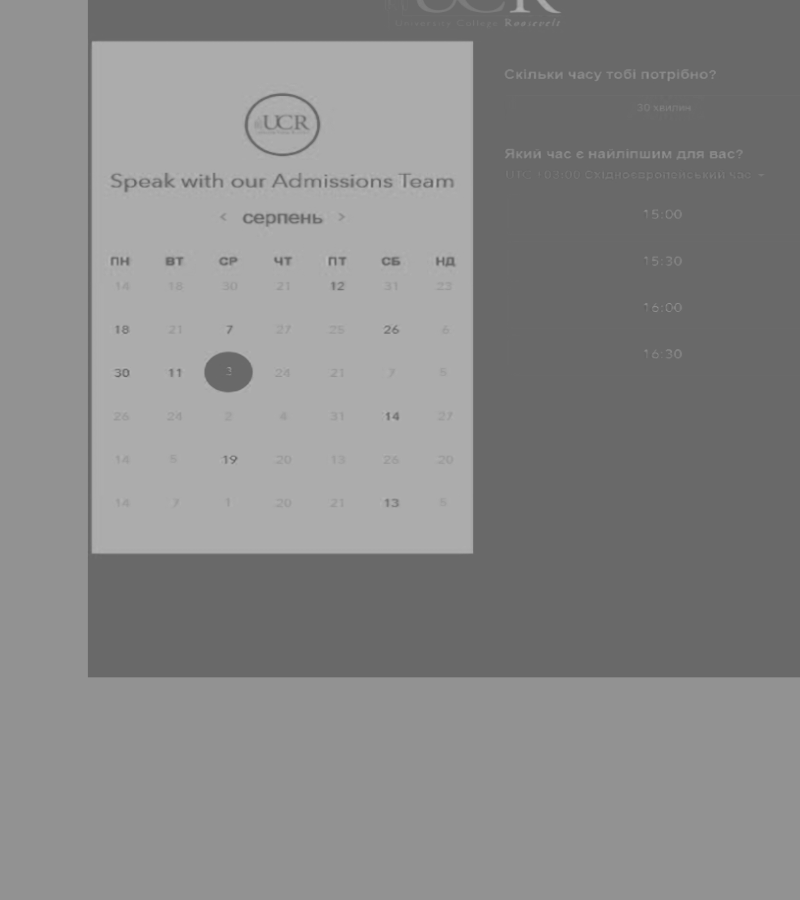 UCR
University College Roosevelt
UCR
Speak with our Admissions Team
< серпень >
ПН ВТ СР ЧТ ПТ СБ НД
14 18 30 21 12 31 22
18 21 7 27 25 26 6
30 11 3 24 21 7 5
26 24 2 4 31 14 27
14 5 19 20 13 26 20
14 7 1 20 21 13 5
Скільки часу тобі потрібно?
30 хвилин
Який час є найліпшим для вас?
UTC +03:00 Східноєвропейський час
15:00
15:30
16:00
16:30